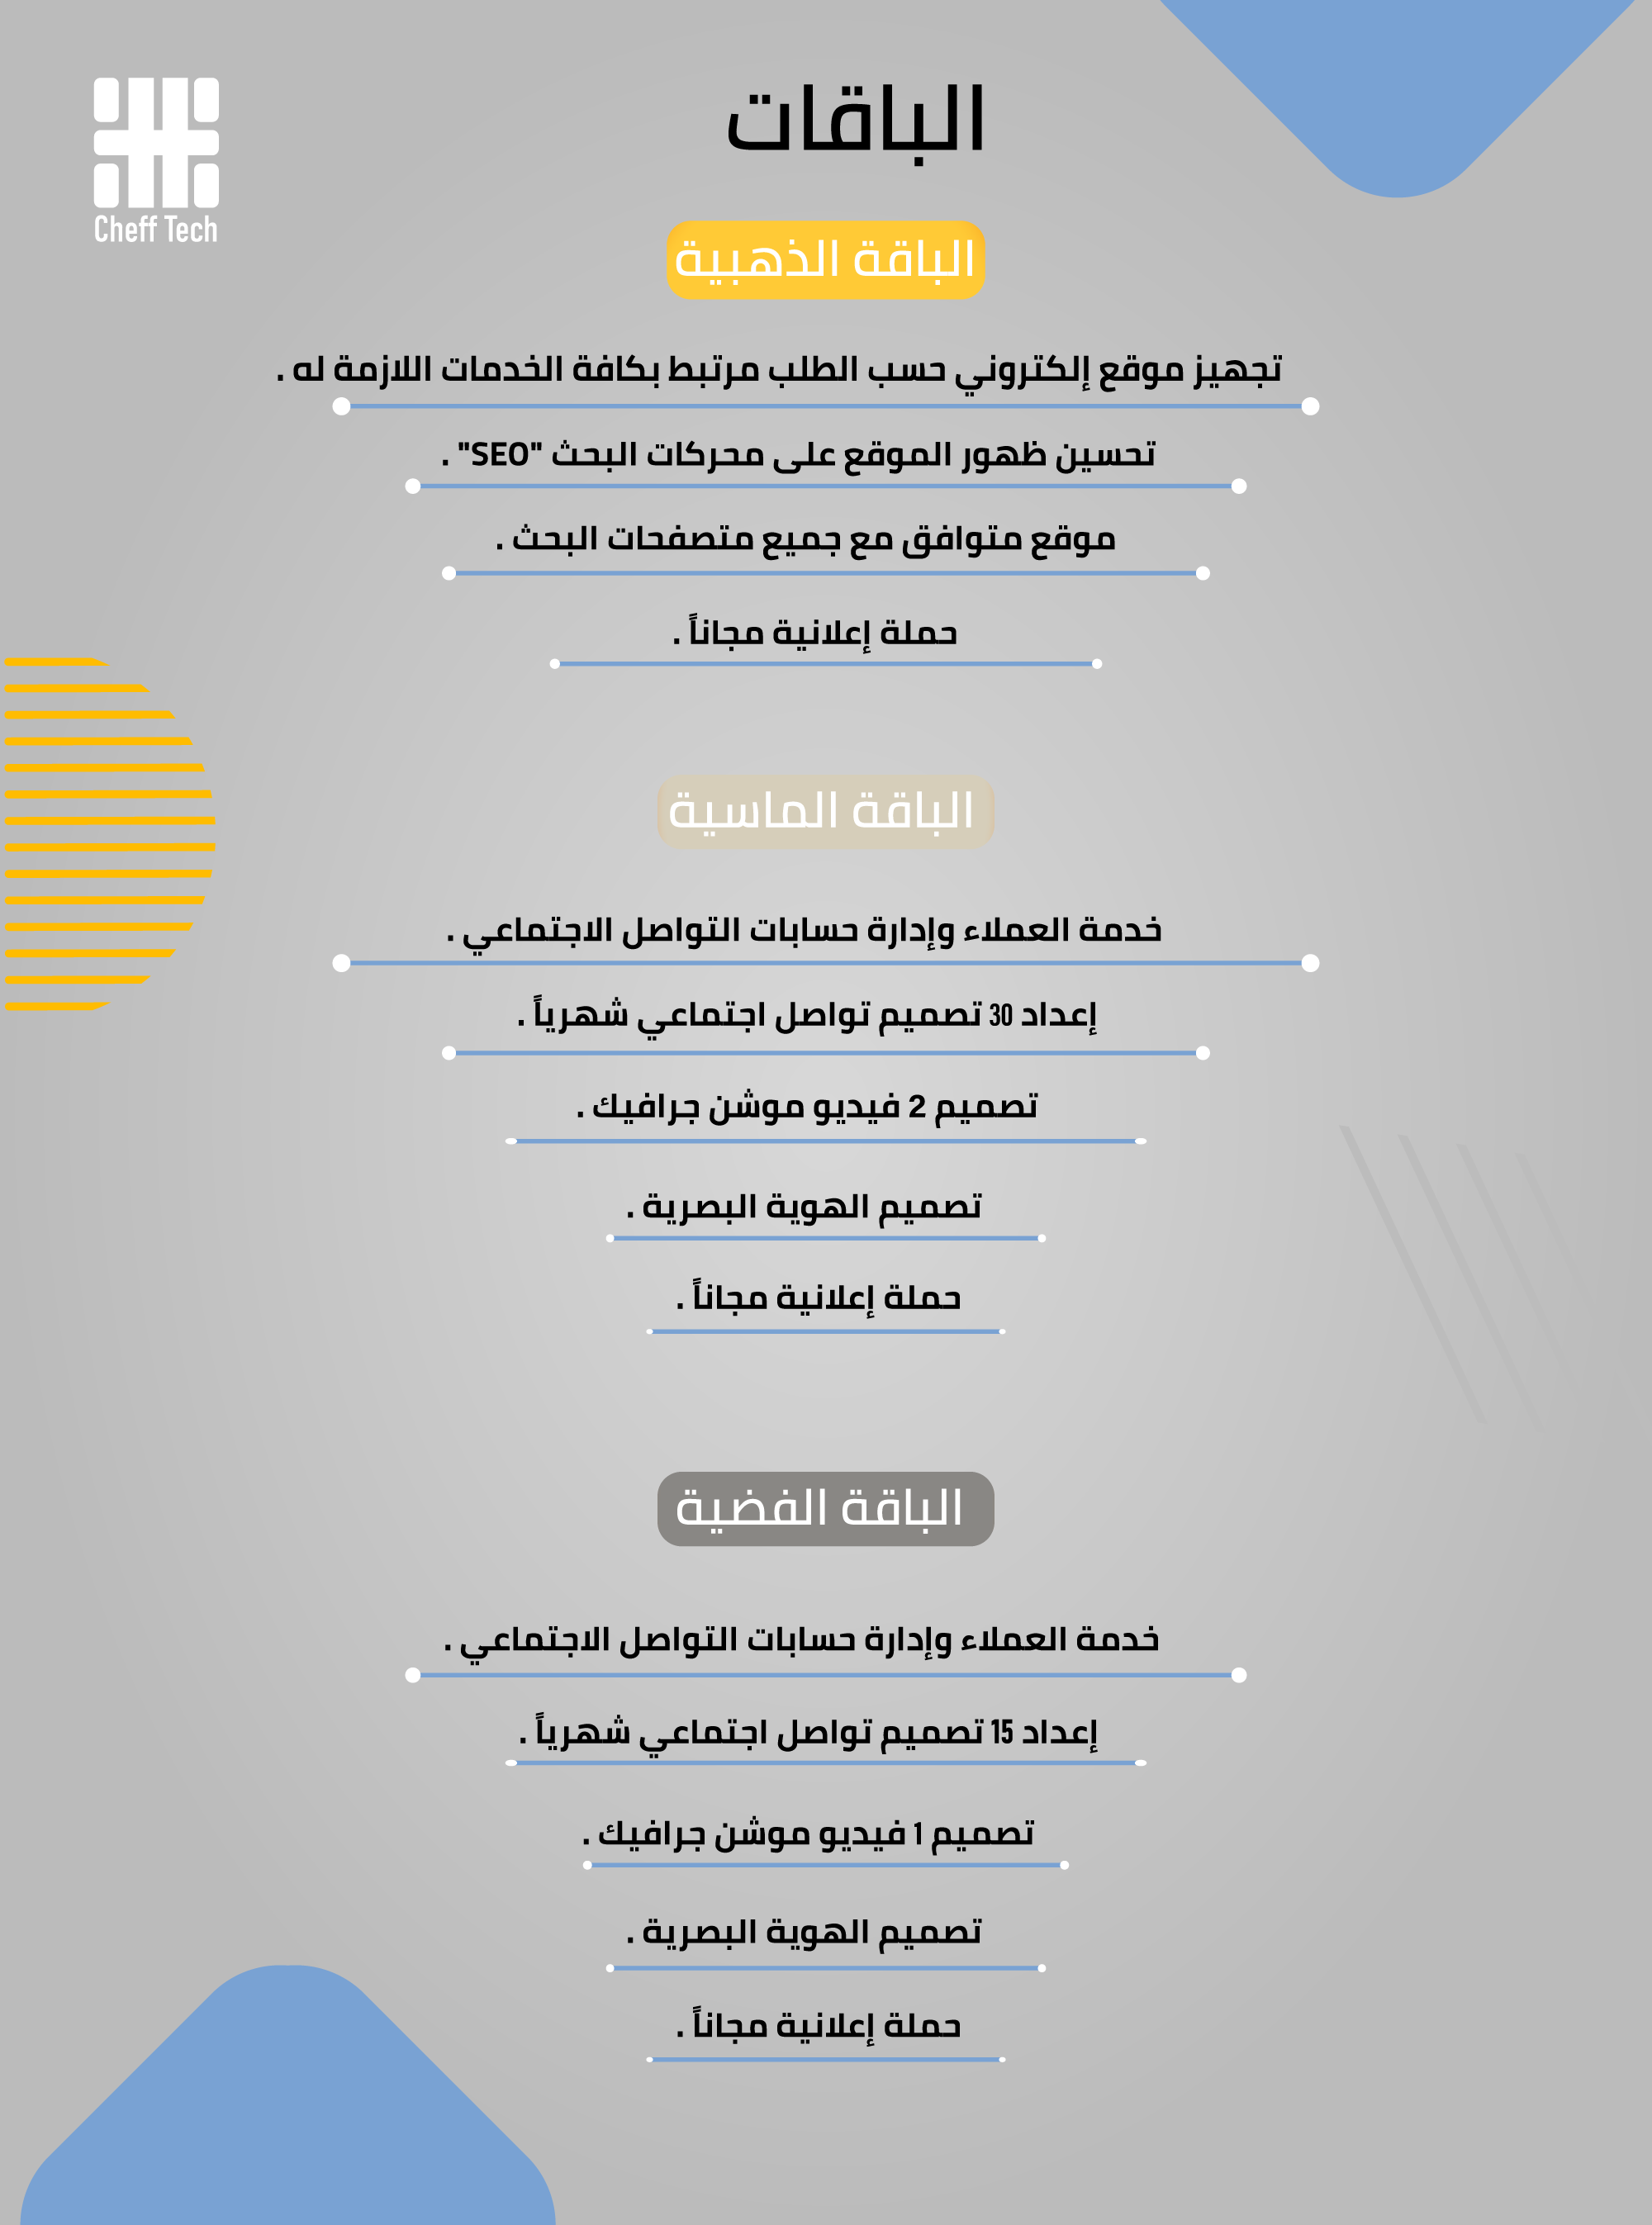 Cheff Tech
الباقات
الباقة الذهبية
تجهيز موقع إلكتروني حسب الطلب مرتبط بكافة الخدمات اللازمة له .
تحسين ظهور الموقع على محركات البحث "SEO" .
موقع متوافق مع جميع متصفحات البحث .
حملة إعلانية مجاناً .
الباقة الماسية
خدمة العملاء وإدارة حسابات التواصل الاجتماعي .
إعداد 30 تصميم تواصل اجتماعي شهرياً .
تصميم 2 فيديو موشن جرافيك .
تصميم الهوية البصرية .
حملة إعلانية مجاناً .
الباقة الفضية
خدمة العملاء وإدارة حسابات التواصل الاجتماعي .
إعداد 15 تصميم تواصل اجتماعي شهرياً .
تصميم 1 فيديو موشن جرافيك .
تصميم الهوية البصرية .
حملة إعلانية مجاناً .